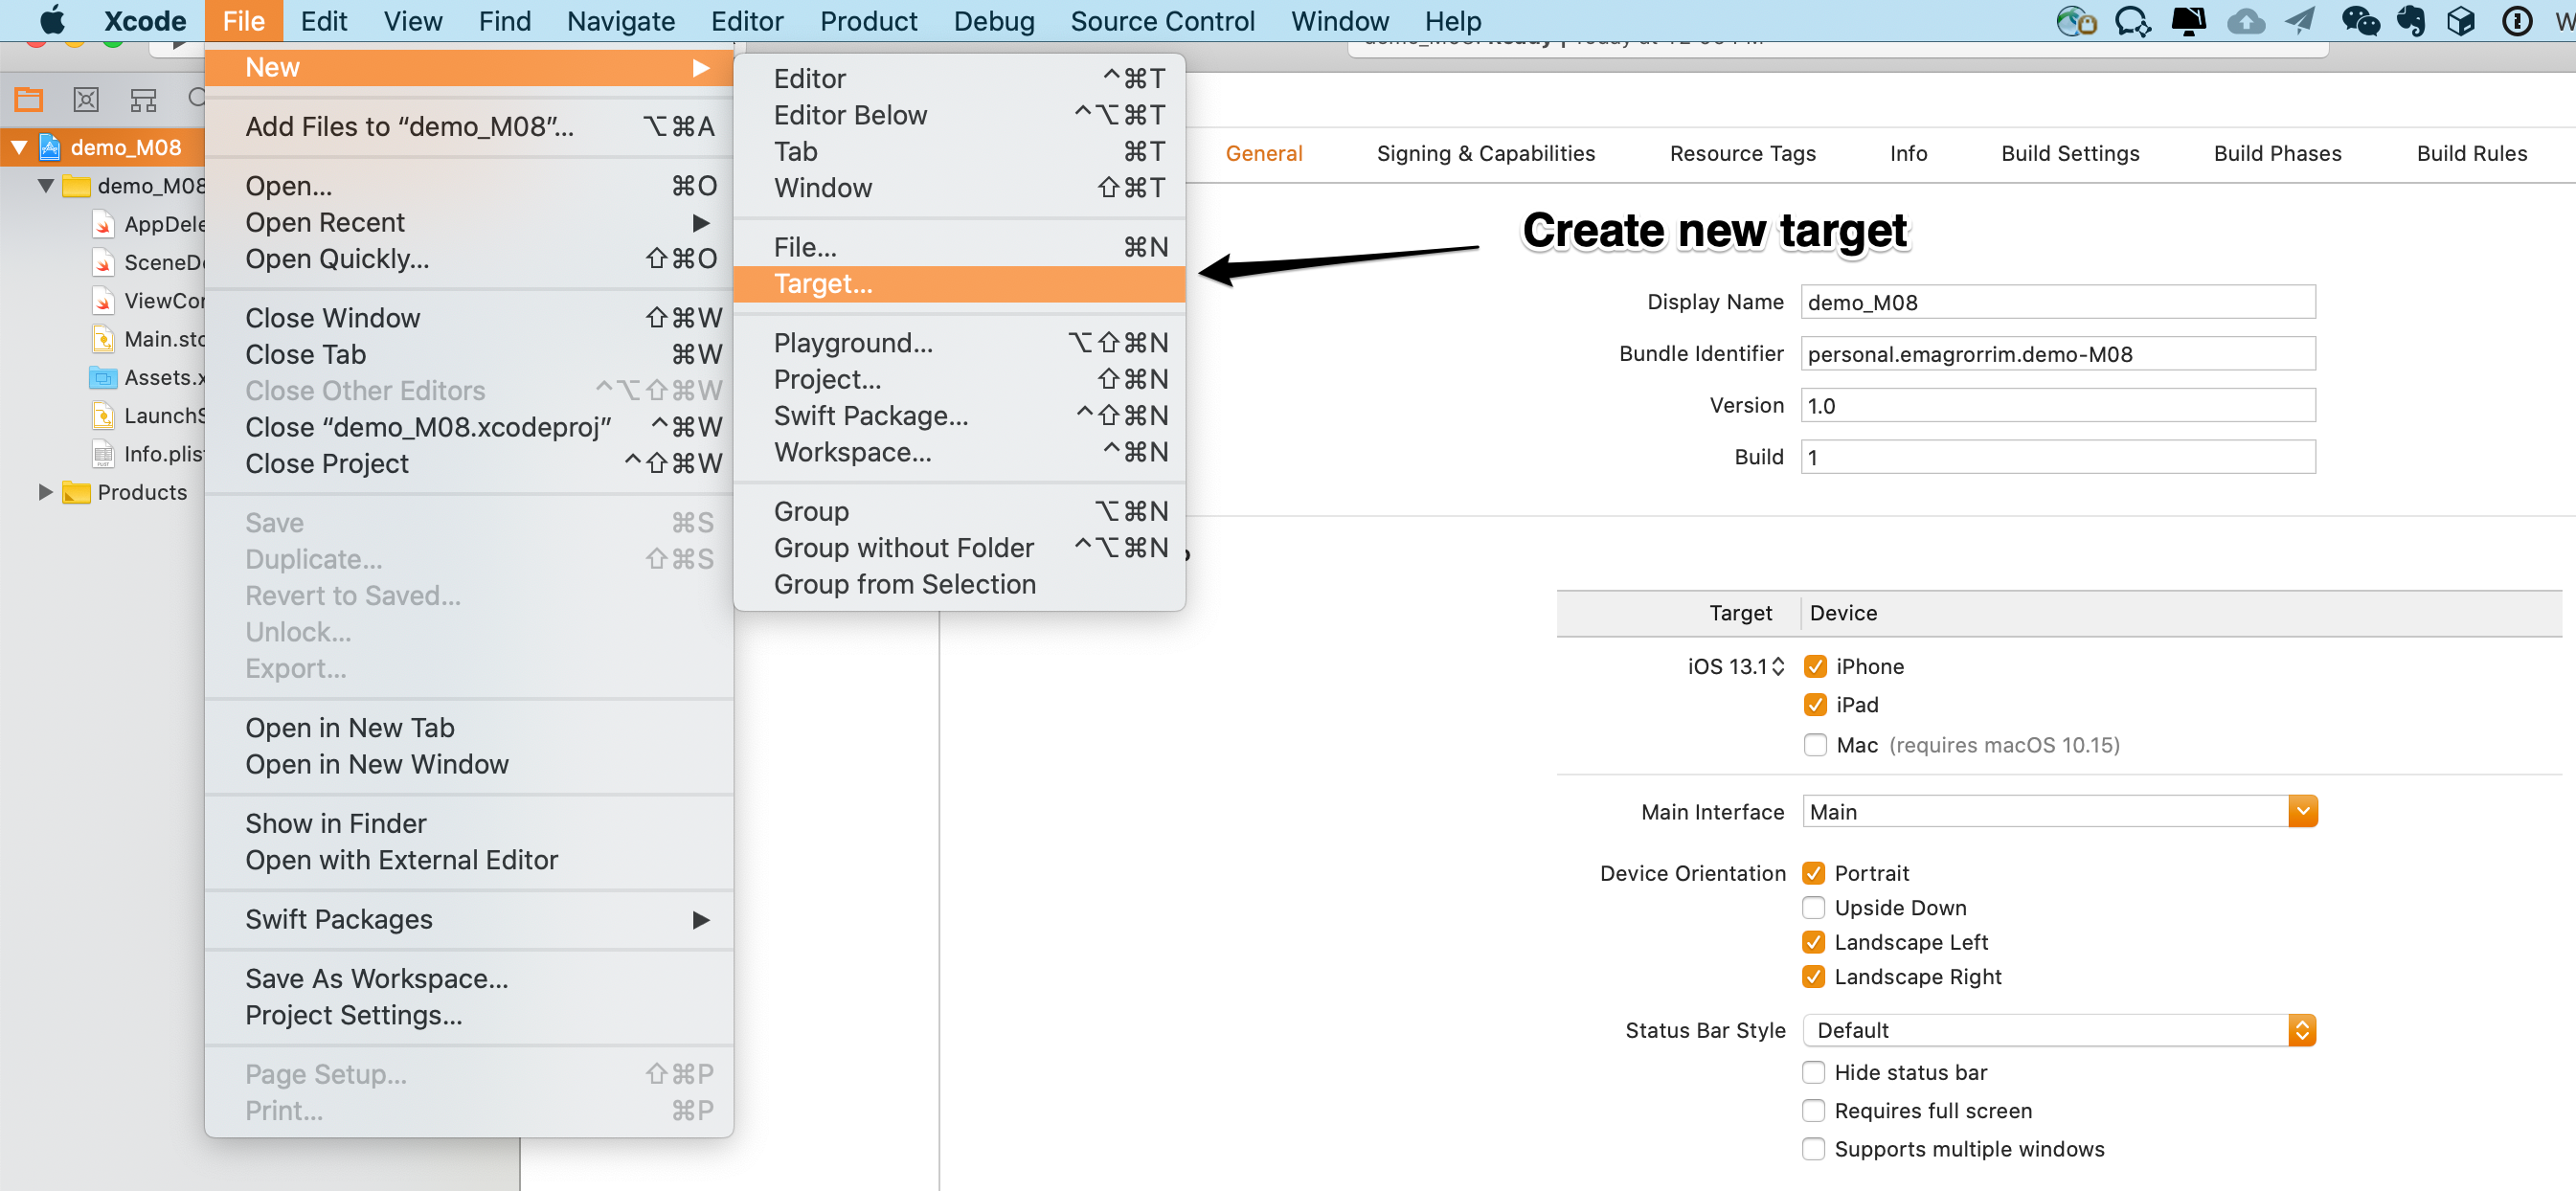 Xcode File Edit View Find Navigate Editor Product Debug Source Control Window Help
New
Add Files to “demo_M08”... ⌥⌘A
Open... ⌘O
Open Recent
Open Quickly... ⇧⌘O
Close Window ⇧⌘W
Close Tab ⌘W
Close Other Editors ^⌥⇧⌘W
Close “demo_M08.xcodeproj” ^⌘W
Close Project ^⇧⌘W
Save ⌘S
Duplicate... ⇧⌘S
Revert to Saved...
Unlock...
Export...
Open in New Tab
Open in New Window
Show in Finder
Open with External Editor
Swift Packages
Save As Workspace...
Project Settings...
Page Setup... ⇧⌘P
Print... ⌘P
Editor ^⌘T
Editor Below ^⌥⌘T
Tab ⌘T
Window ⇧⌘T
File... ⌘N
Target...
Playground... ⌥⇧⌘N
Project... ⇧⌘N
Swift Package... ^⇧⌘N
Workspace... ^⌘N
Group ⌥⌘N
Group without Folder ^⌥⌘N
Group from Selection
demo_M08
demo_M08
AppDele
SceneD
ViewCon
Main.sto
Assets.x
LaunchS
Info.plist
Products
General Signing & Capabilities Resource Tags Info Build Settings Build Phases Build Rules
Create new target
Display Name demo_M08
Bundle Identifier personal.emagrorrim.demo-M08
Version 1.0
Build 1
Target Device
iOS 13.1 iPhone
iPad
Mac (requires macOS 10.15)
Main Interface Main
Device Orientation Portrait
Upside Down
Landscape Left
Landscape Right
Status Bar Style Default
Hide status bar
Requires full screen
Supports multiple windows